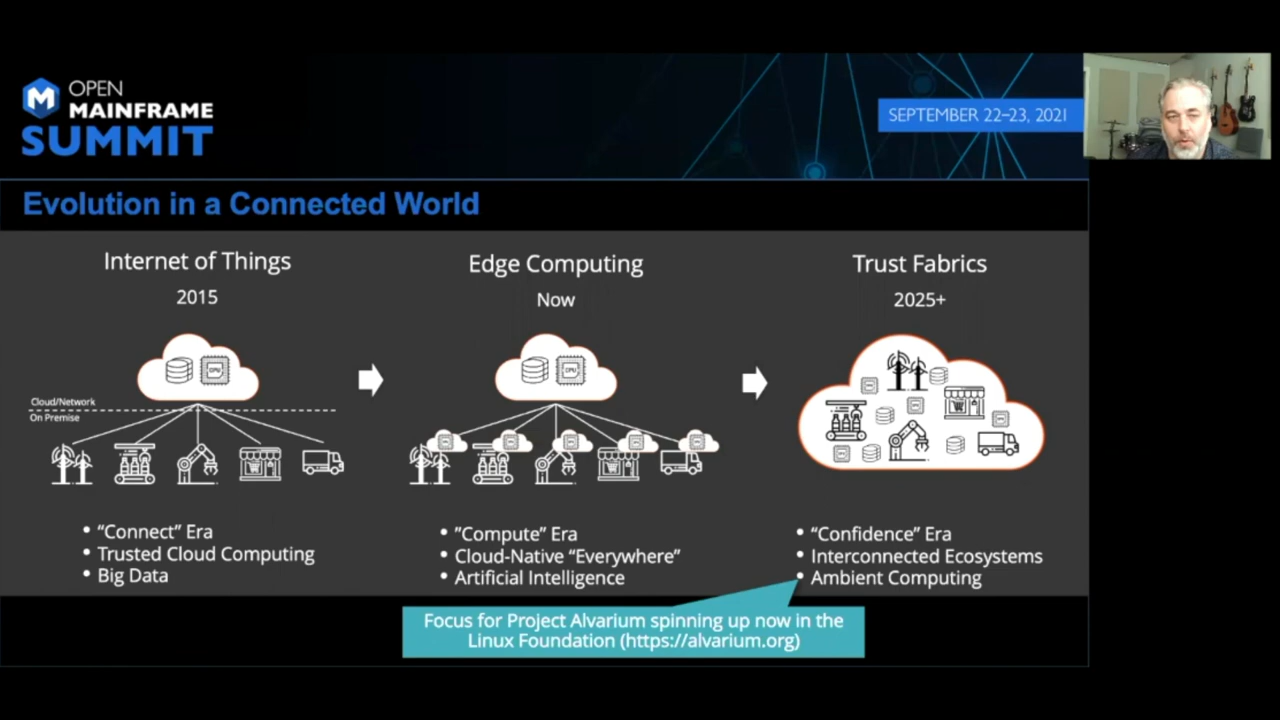 OPEN
MAINFRAME
SUMMIT
SEPTEMBER 22–23, 2021
Evolution in a Connected World
Internet of Things
2015
Edge Computing
Now
Trust Fabrics
2025+
CPU
CPU
Cloud/Network
On Premise
• “Connect” Era
• Trusted Cloud Computing
• Big Data
• ”Compute” Era
• Cloud-Native “Everywhere”
• Artificial Intelligence
• “Confidence” Era
• Interconnected Ecosystems
• Ambient Computing
Focus for Project Alvarium spinning up now in the
Linux Foundation (https://alvarium.org)